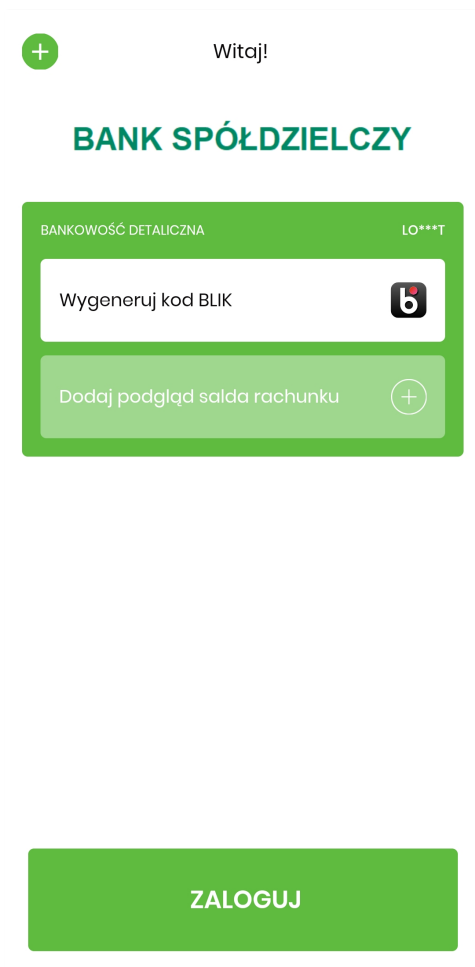 Witaj!
BANK SPÓŁDZIELCZY
BANKOWOŚĆ DETALICZNA LO***T
Wygeneruj kod BLIK
Dodaj podgląd salda rachunku
ZALOGUJ